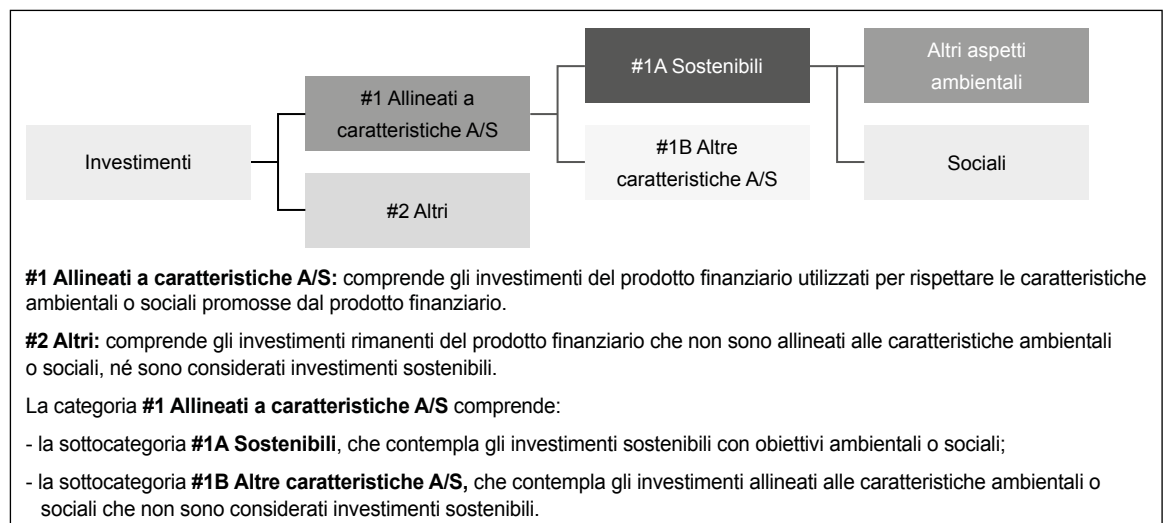 Investimenti
#1 Allineati a
caratteristiche A/S
#2 Altri
#1A Sostenibili
#1B Altre
caratteristiche A/S
Altri aspetti
ambientali
Sociali
#1 Allineati a caratteristiche A/S: comprende gli investimenti del prodotto finanziario utilizzati per rispettare le caratteristiche
ambientali o sociali promosse dal prodotto finanziario.
#2 Altri: comprende gli investimenti rimanenti del prodotto finanziario che non sono allineati alle caratteristiche ambientali
o sociali, né sono considerati investimenti sostenibili.
La categoria #1 Allineati a caratteristiche A/S comprende:
- la sottocategoria #1A Sostenibili, che contempla gli investimenti sostenibili con obiettivi ambientali o sociali;
- la sottocategoria #1B Altre caratteristiche A/S, che contempla gli investimenti allineati alle caratteristiche ambientali o
sociali che non sono considerati investimenti sostenibili.